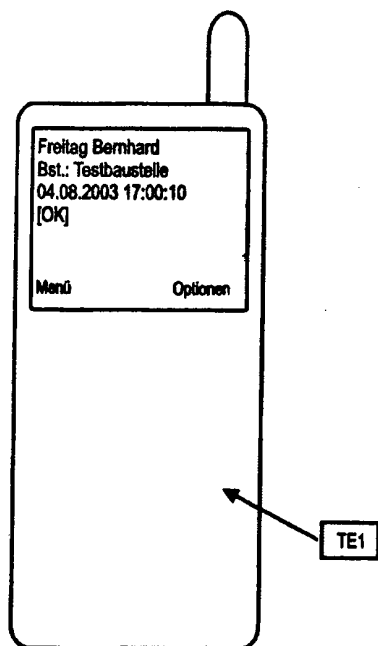 Freitag Bernhard
Bst.: Testbaustelle
04.08.2003 17:00:10
[OK]
Menü Optionen
TE1